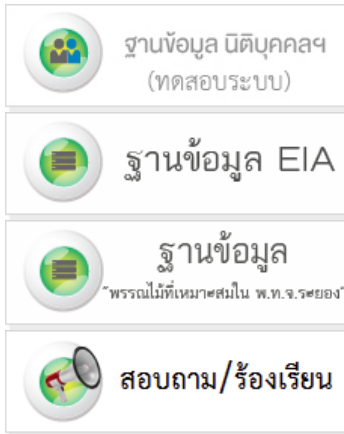 ฐานข้อมูล นิติบุคคลฯ
(ทดสอบระบบ)
ฐานข้อมูล EIA
ฐานข้อมูล
"พรรณไม้ที่เหมาะสมใน พ.ท.จ.ระยอง"
สอบถาม/ร้องเรียน